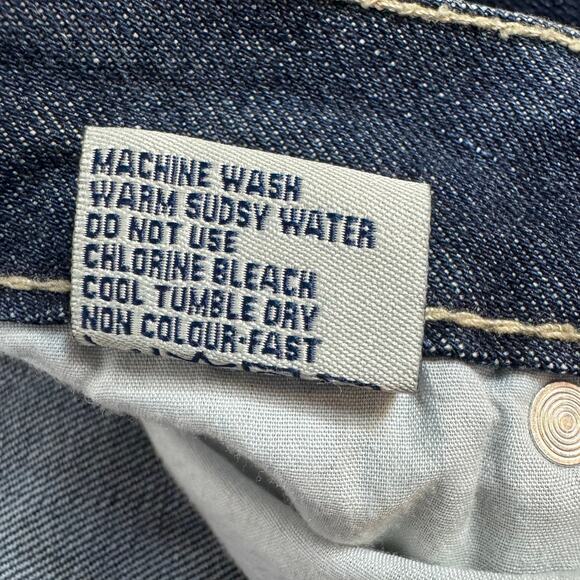 MACHINE WASH
WARM SUDSY WATER
DO NOT USE
CHLORINE BLEACH
COOL TUMBLE DRY
NON COLOUR-FAST